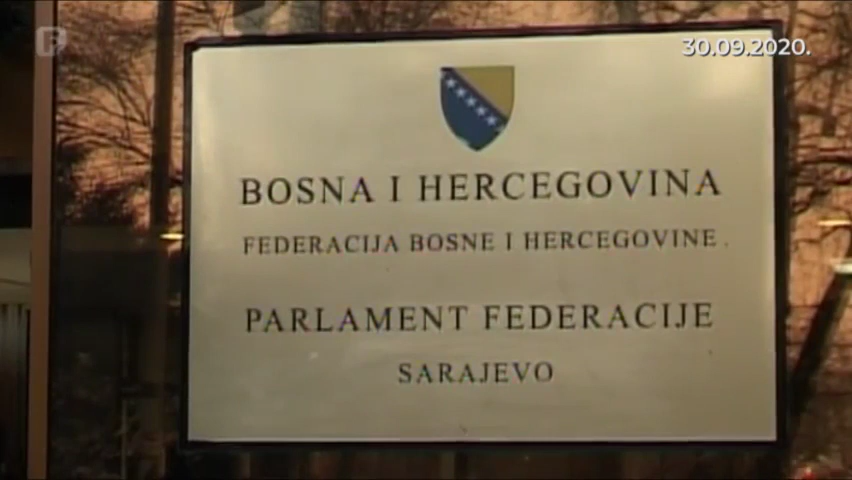 30.09.2020.
BOSNA I HERCEGOVINA
FEDERACIJA BOSNE I HERCEGOVINE
PARLAMENT FEDERACIJE
SARAJEVO